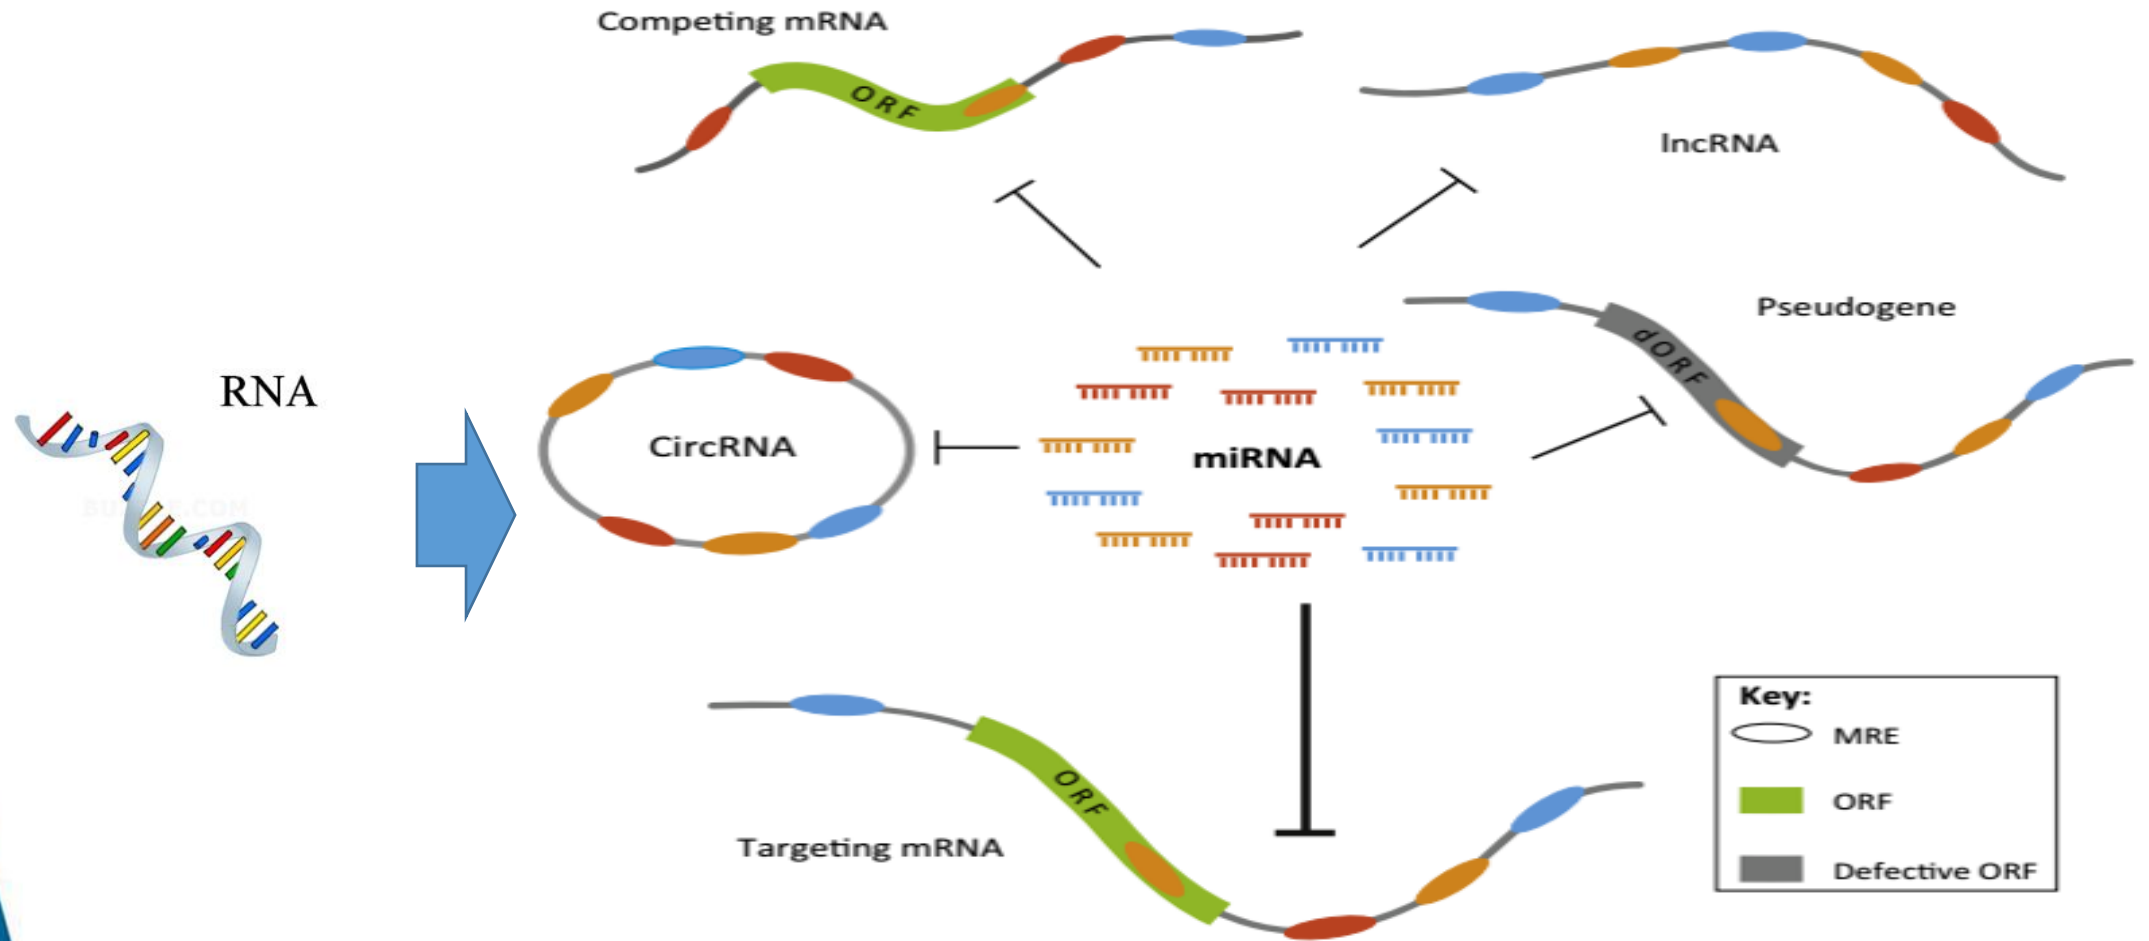 Competing mRNA
ORF
lncRNA
Pseudogene
dORF
RNA
CircRNA
miRNA
ORF
Targeting mRNA
Key:
MRE
ORF
Defective ORF